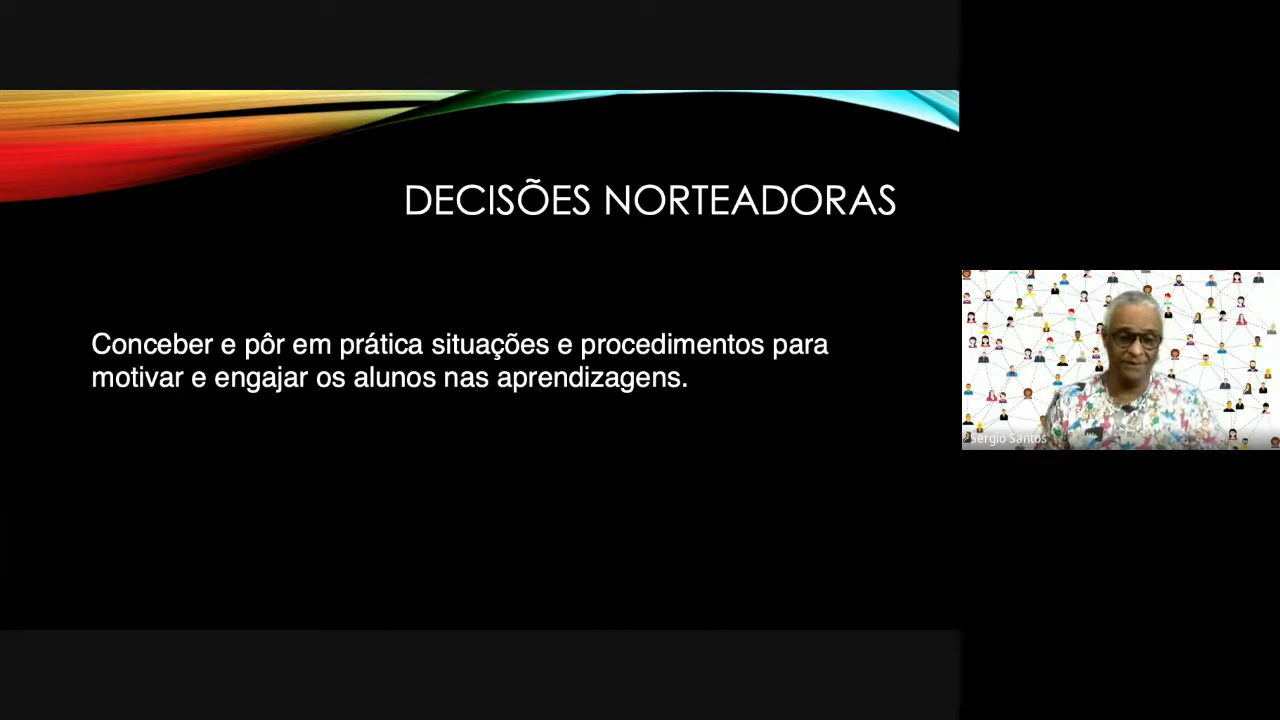 DECISÕES NORTEADORAS
Conceber e pôr em prática situações e procedimentos para
motivar e engajar os alunos nas aprendizagens.
Sergio Santos